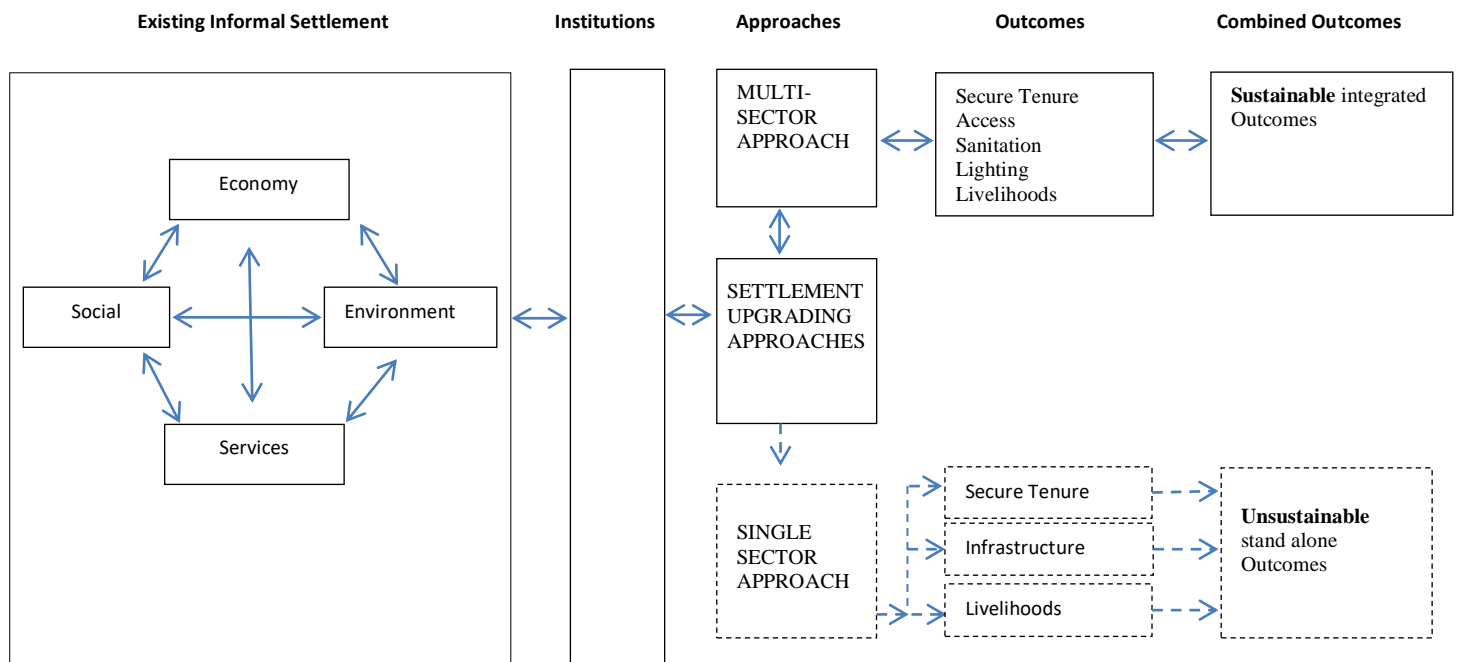 Existing Informal Settlement
Institutions
Approaches
Outcomes
Combined Outcomes
Economy
Social
Environment
Services
MULTI-
SECTOR
APPROACH
SETTLEMENT
UPGRADING
APPROACHES
SINGLE
SECTOR
APPROACH
Secure Tenure
Access
Sanitation
Lighting
Livelihoods
Secure Tenure
Infrastructure
Livelihoods
Sustainable integrated
Outcomes
Unsustainable
stand alone
Outcomes